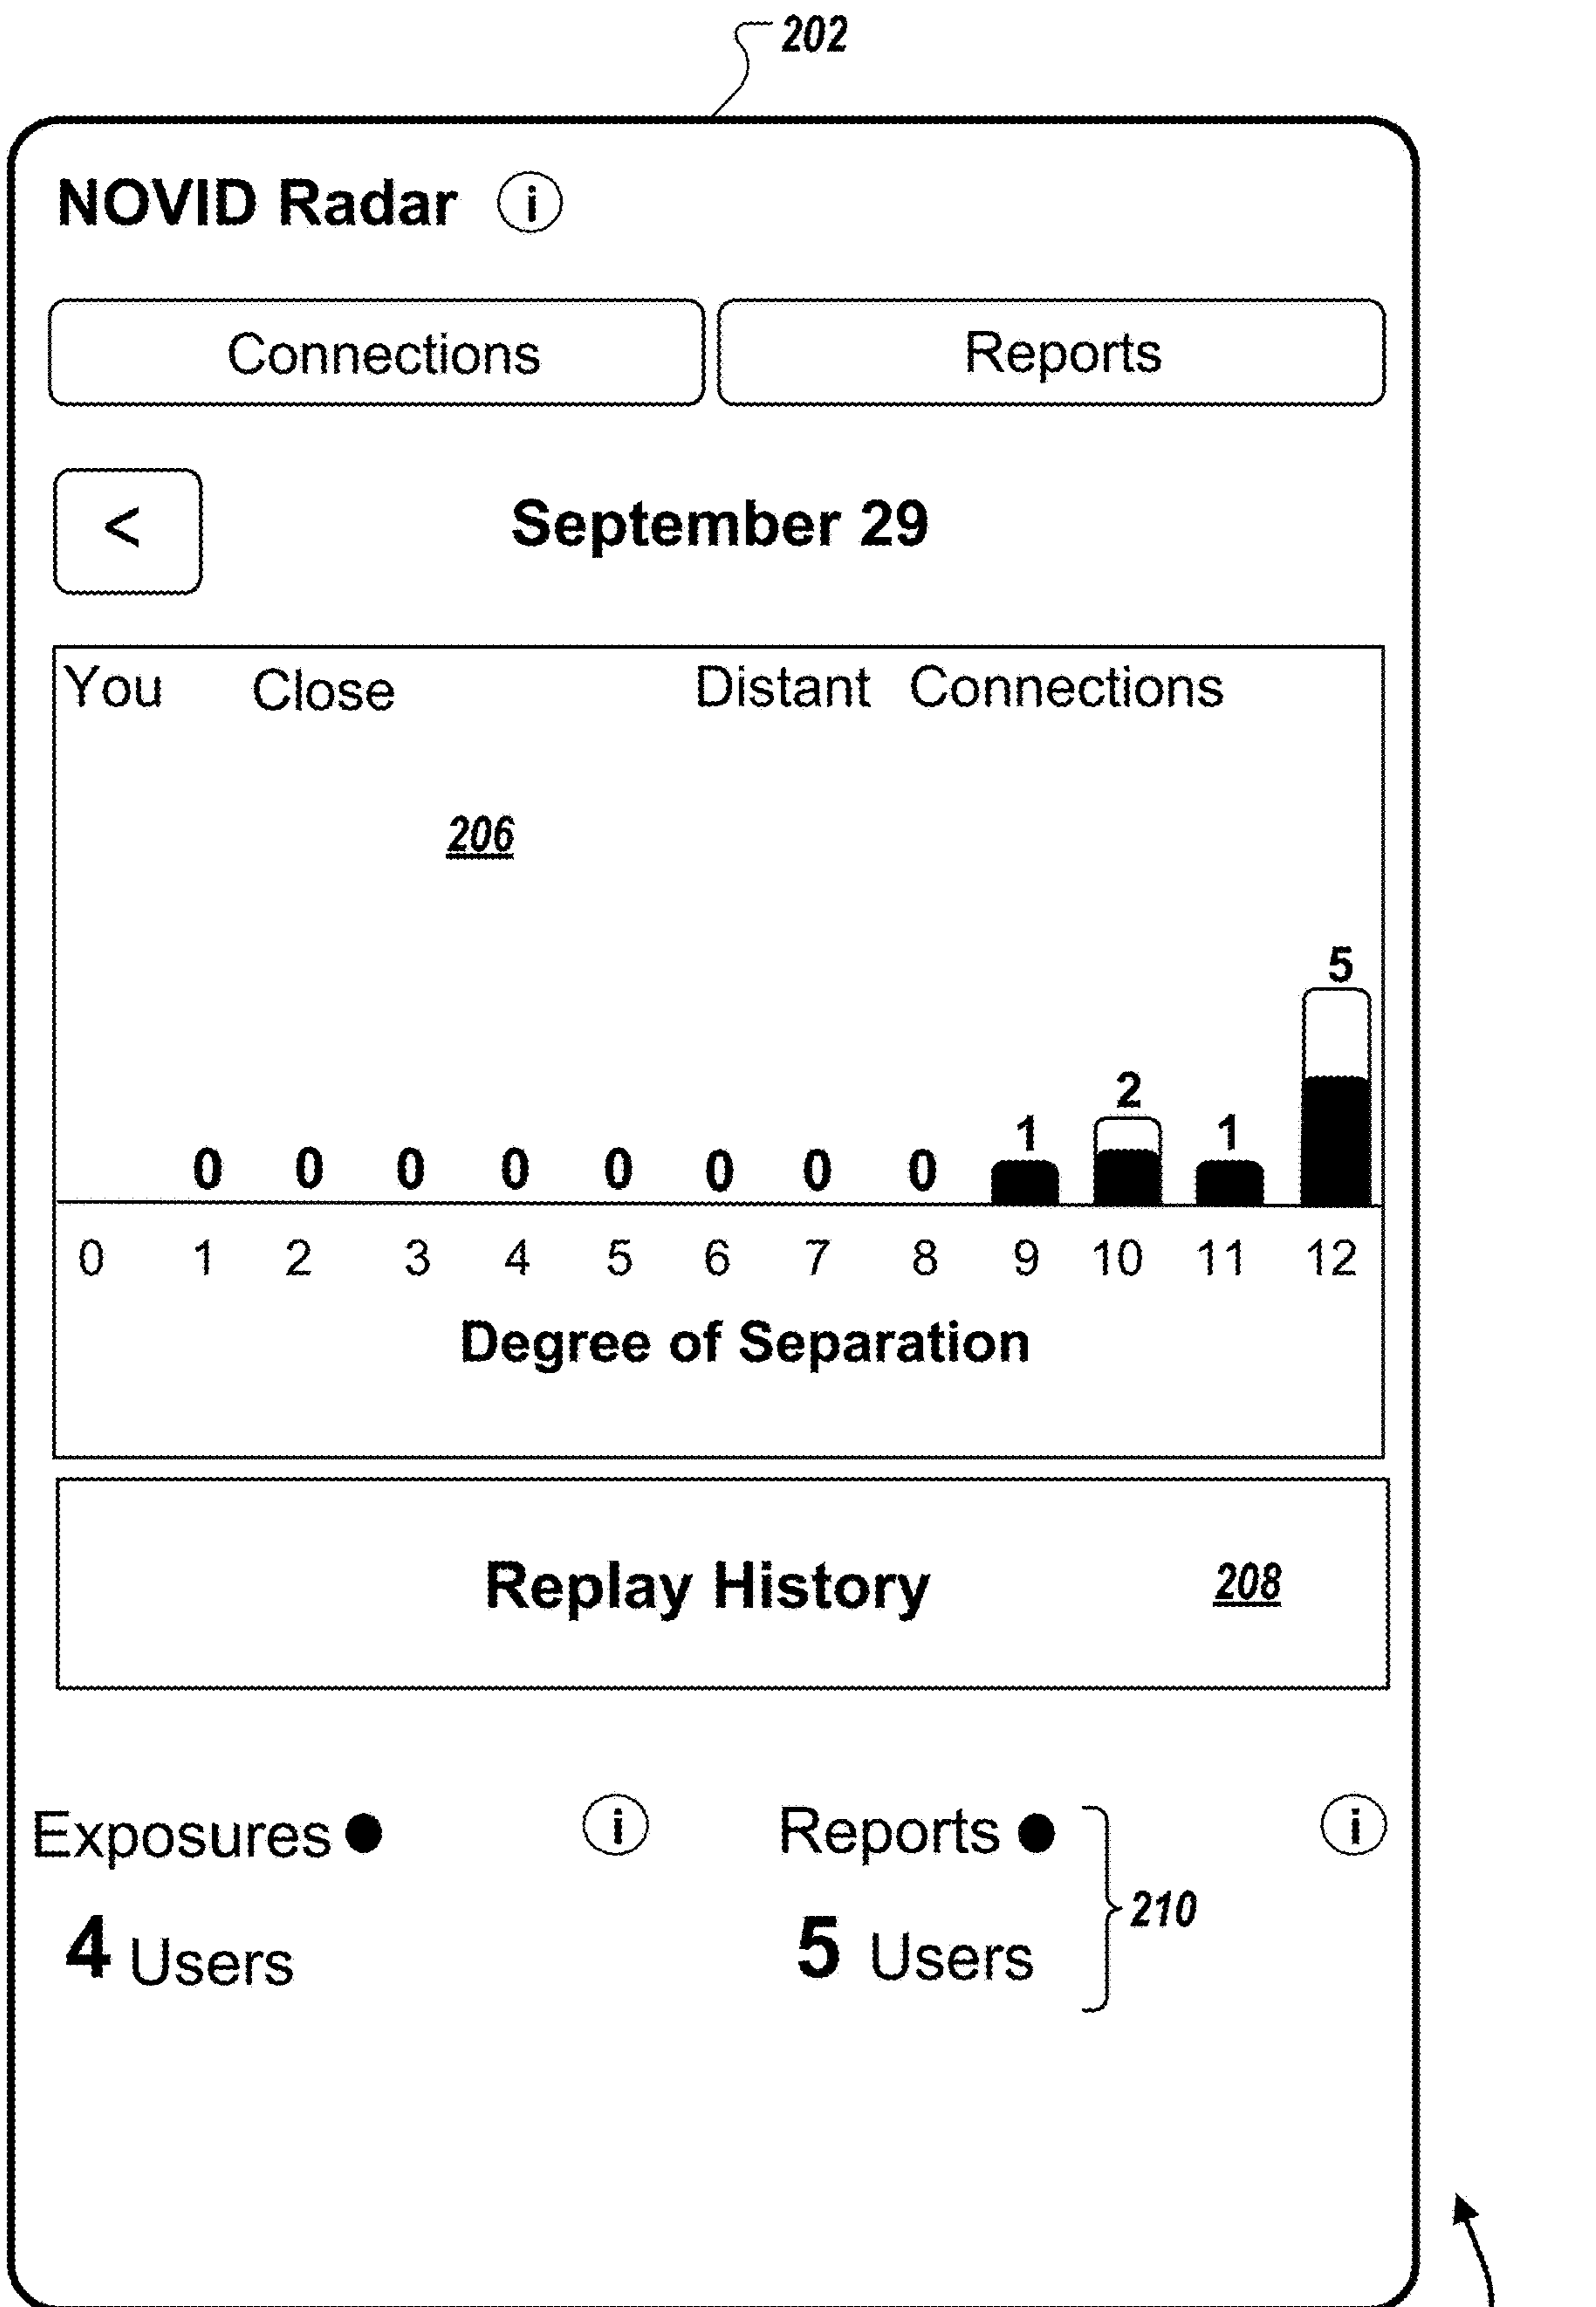 202
NOVID Radar i
Connections Reports
< September 29
You Close Distant Connections
206
5
2
1 1
0 0 0 0 0 0 0 0
0 1 2 3 4 5 6 7 8 9 10 11 12
Degree of Separation
Replay History 208
Exposures i Reports i
210
4 Users 5 Users